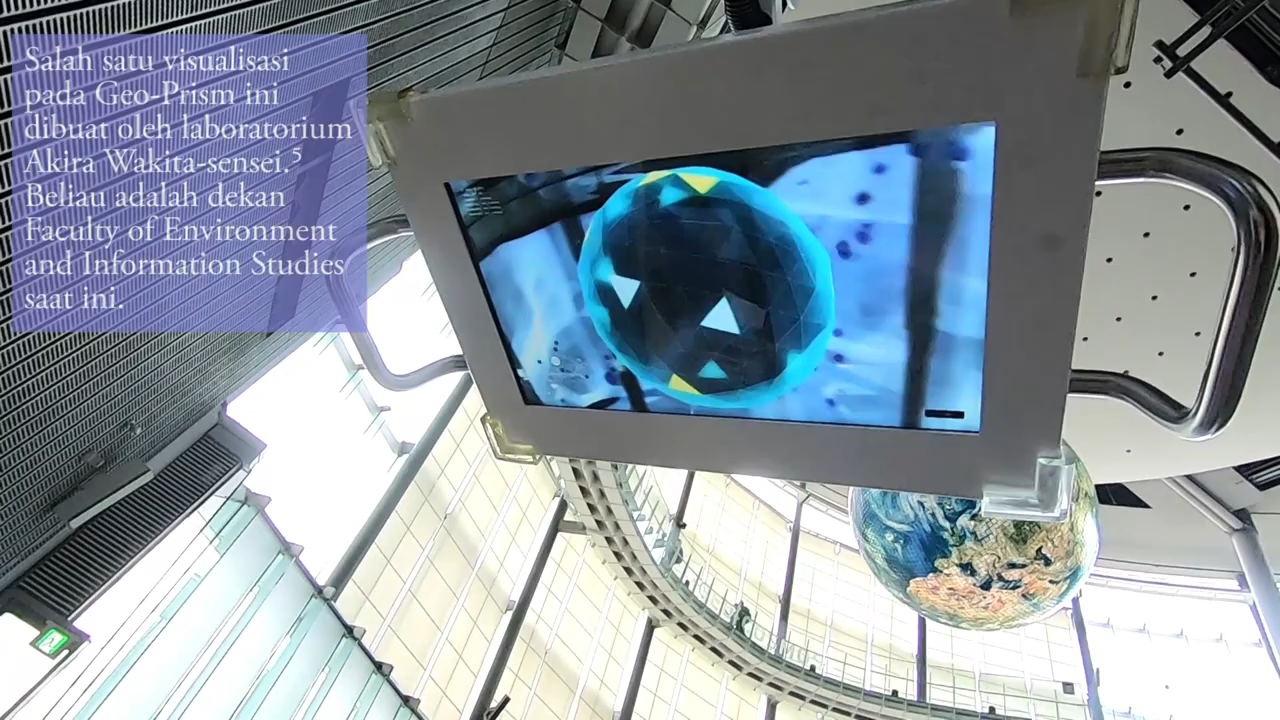 Salah satu visualisasi
pada Geo-Prism ini
dibuat oleh laboratorium
Akira Wakita-sensei.⁵
Beliau adalah dekan
Faculty of Environment
and Information Studies
saat ini.